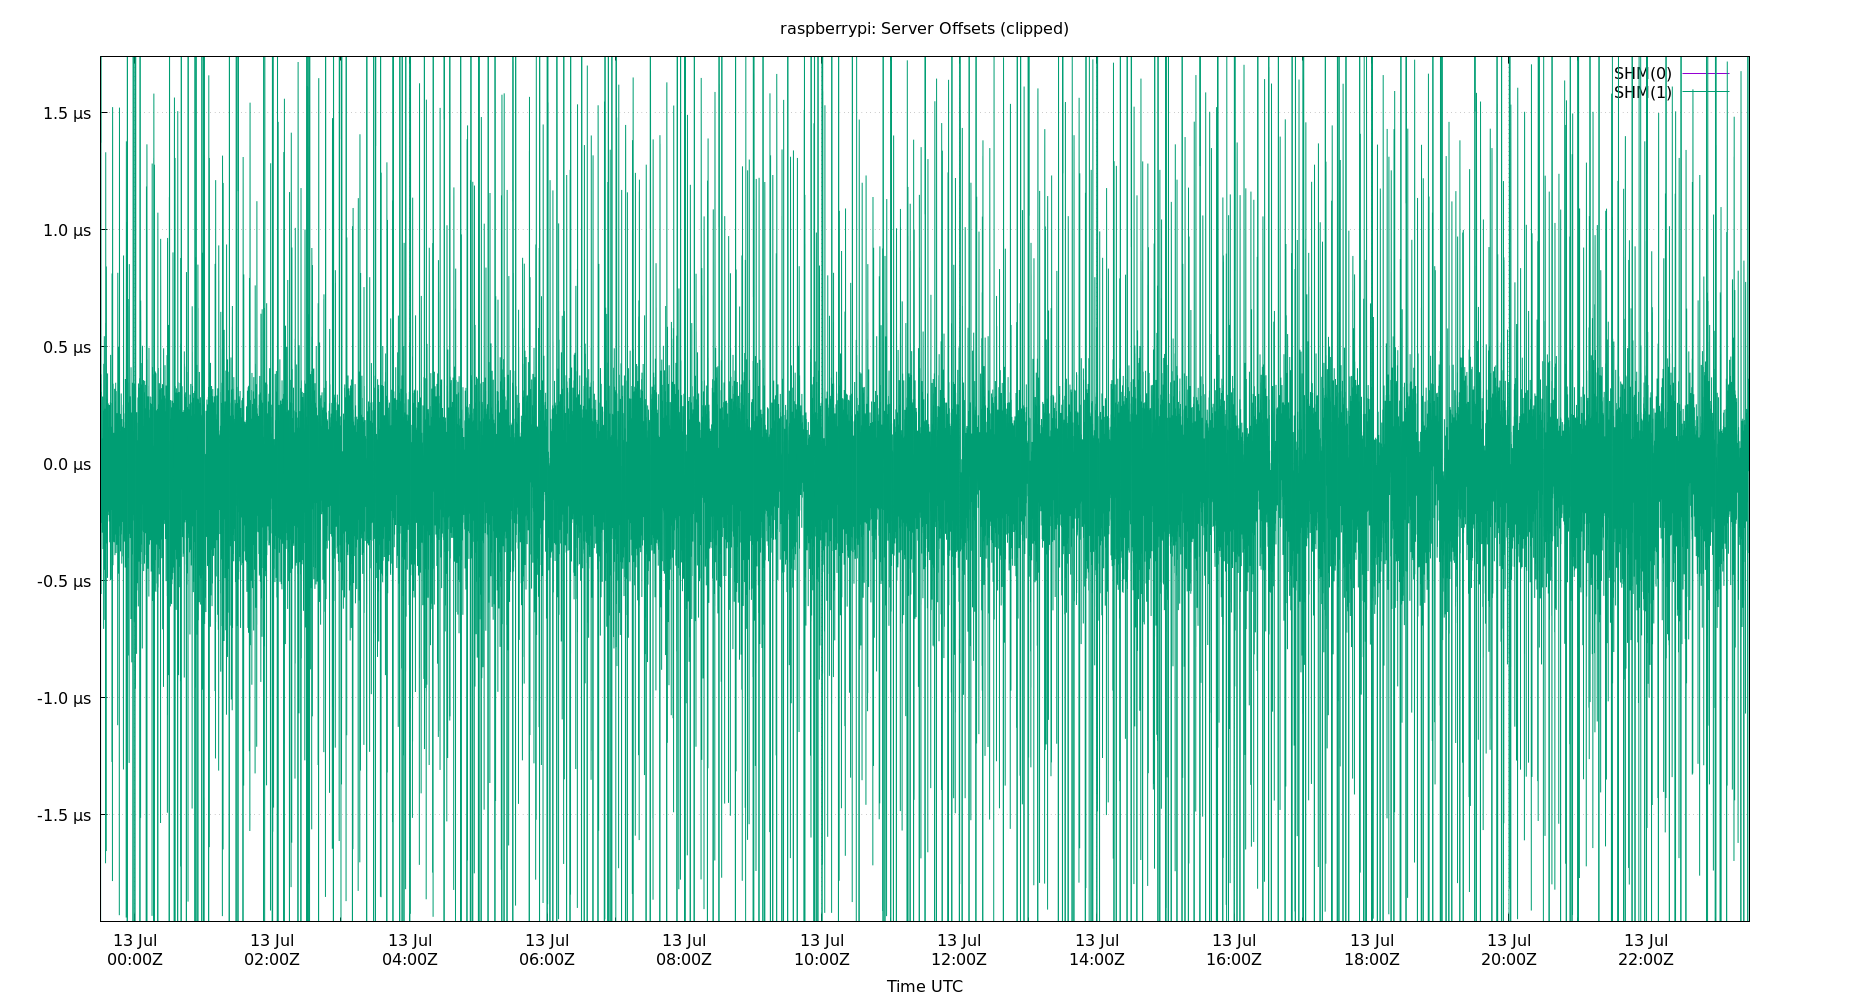 raspberrypi: Server Offsets (clipped)
SHM(0)
SHM(1)
1.5 µs
1.0 µs
0.5 µs
0.0 µs
-0.5 µs
-1.0 µs
-1.5 µs
13 Jul 13 Jul 13 Jul 13 Jul 13 Jul 13 Jul 13 Jul 13 Jul 13 Jul 13 Jul 13 Jul 13 Jul
00:00Z 02:00Z 04:00Z 06:00Z 08:00Z 10:00Z 12:00Z 14:00Z 16:00Z 18:00Z 20:00Z 22:00Z
Time UTC